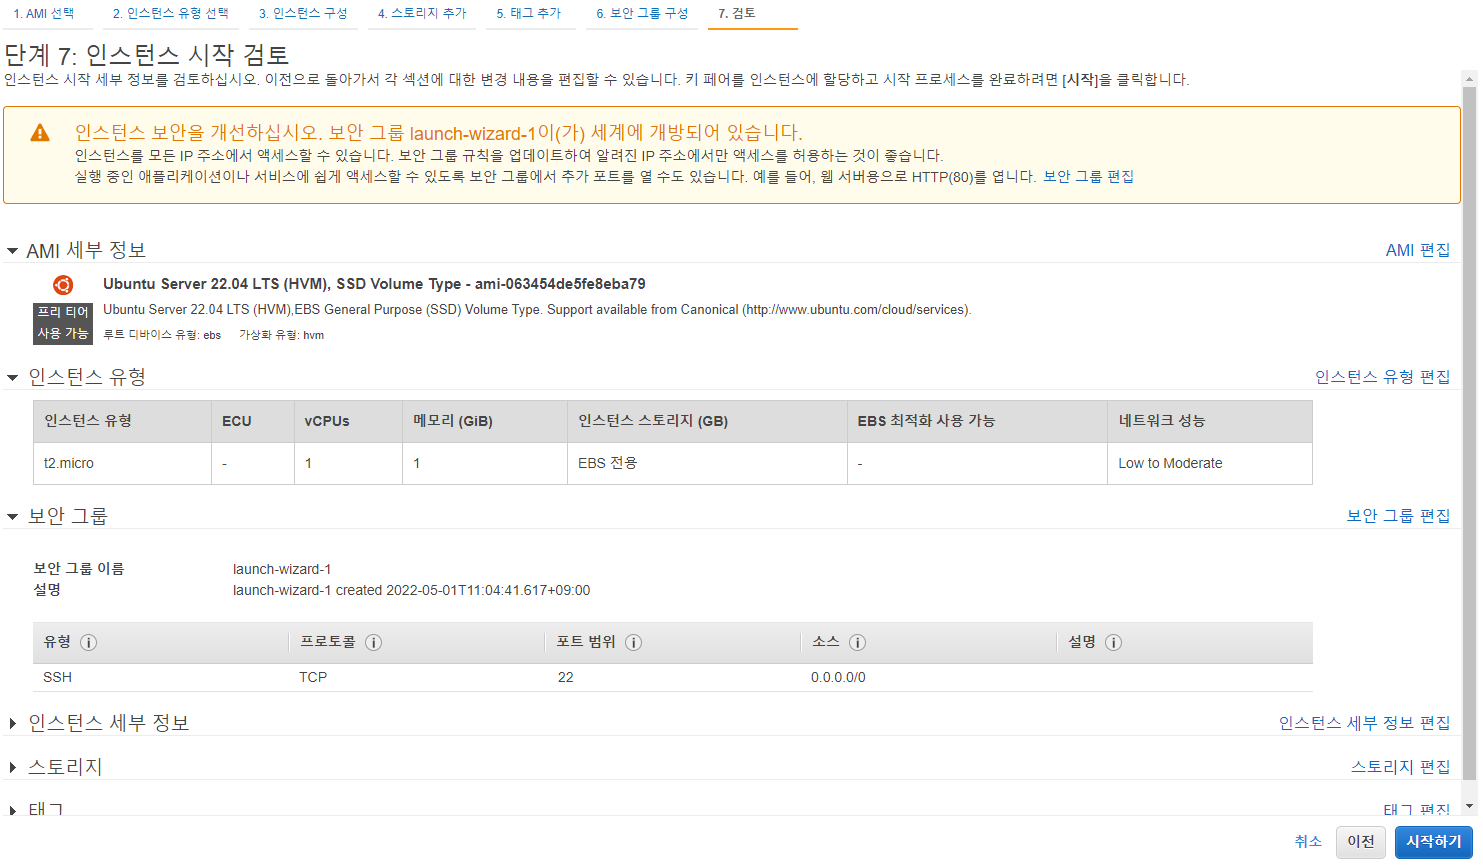 1. AMI 선택 2. 인스턴스 유형 선택 3. 인스턴스 구성 4. 스토리지 추가 5. 태그 추가 6. 보안 그룹 구성 7. 검토
단계 7: 인스턴스 시작 검토
인스턴스 시작 세부 정보를 검토하십시오. 이전으로 돌아가서 각 섹션에 대한 변경 내용을 편집할 수 있습니다. 키 페어를 인스턴스에 할당하고 시작 프로세스를 완료하려면 [시작]을 클릭합니다.
인스턴스 보안을 개선하십시오. 보안 그룹 launch-wizard-1이(가) 세계에 개방되어 있습니다.
인스턴스를 모든 IP 주소에서 액세스할 수 있습니다. 보안 그룹 규칙을 업데이트하여 알려진 IP 주소에서만 액세스를 허용하는 것이 좋습니다.
실행 중인 애플리케이션이나 서비스에 쉽게 액세스할 수 있도록 보안 그룹에서 추가 포트를 열 수도 있습니다. 예를 들어, 웹 서버용으로 HTTP(80)를 엽니다. 보안 그룹 편집
AMI 세부 정보 AMI 편집
Ubuntu Server 22.04 LTS (HVM), SSD Volume Type - ami-063454de5fe8eba79
프리 티어 Ubuntu Server 22.04 LTS (HVM),EBS General Purpose (SSD) Volume Type. Support available from Canonical (http://www.ubuntu.com/cloud/services).
사용 가능 루트 디바이스 유형: ebs 가상화 유형: hvm
인스턴스 유형 인스턴스 유형 편집
인스턴스 유형 ECU vCPUs 메모리 (GiB) 인스턴스 스토리지 (GB) EBS 최적화 사용 가능 네트워크 성능
t2.micro - 1 1 EBS 전용 - Low to Moderate
보안 그룹 보안 그룹 편집
보안 그룹 이름 launch-wizard-1
설명 launch-wizard-1 created 2022-05-01T11:04:41.617+09:00
유형 프로토콜 포트 범위 소스 설명
SSH TCP 22 0.0.0.0/0
인스턴스 세부 정보 인스턴스 세부 정보 편집
스토리지 스토리지 편집
태그 태그 편집
취소 이전 시작하기